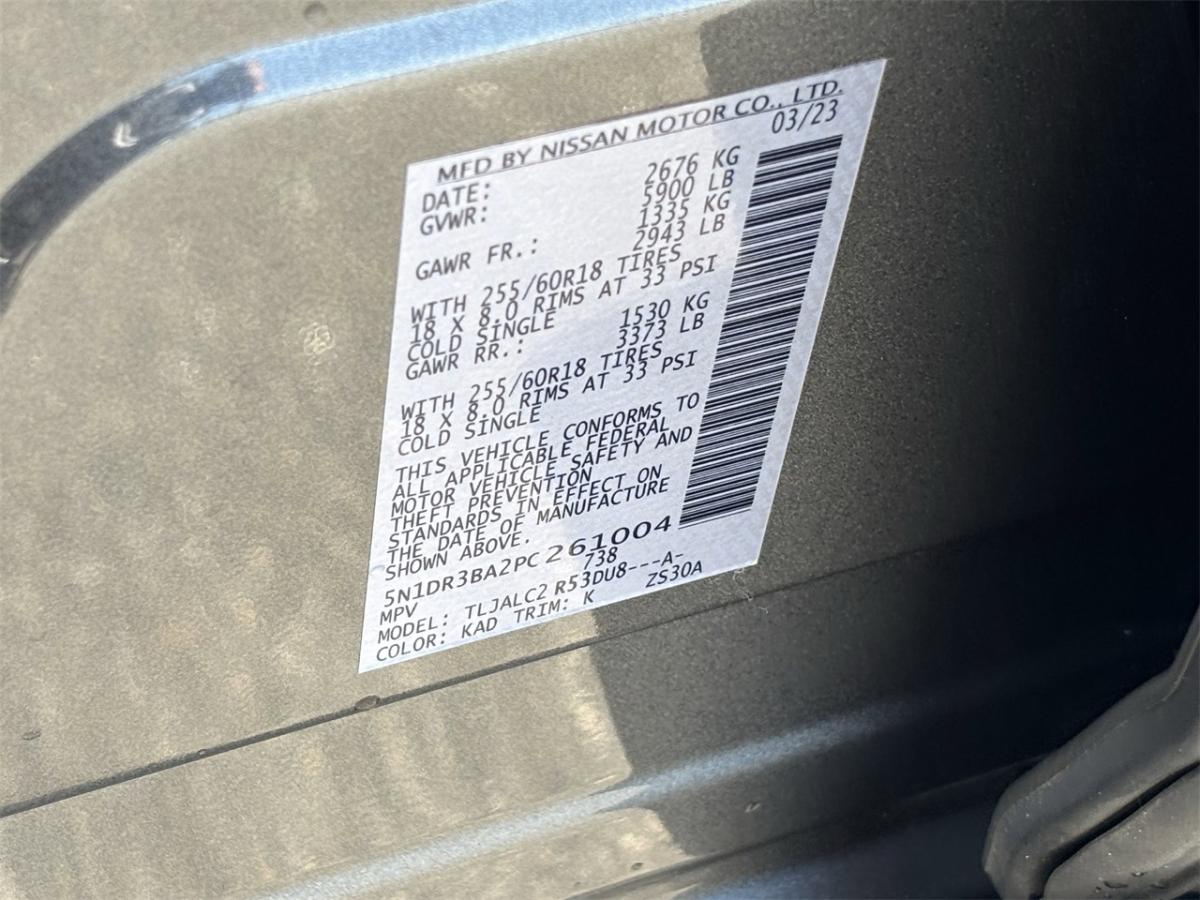 MFD BY NISSAN MOTOR CO., LTD.
DATE: 03/23
GVWR: 2676 KG
5900 LB
GAWR FR.: 1335 KG
2943 LB
WITH 255/60R18 TIRES
18 X 8.0 RIMS AT 33 PSI
COLD SINGLE
GAWR RR.: 1530 KG
3373 LB
WITH 255/60R18 TIRES
18 X 8.0 RIMS AT 33 PSI
COLD SINGLE
THIS VEHICLE CONFORMS TO
ALL APPLICABLE FEDERAL
MOTOR VEHICLE SAFETY AND
THEFT PREVENTION
STANDARDS IN EFFECT ON
THE DATE OF MANUFACTURE
SHOWN ABOVE.
5N1DR3BA2PC261004
MPV 738
MODEL: TLJALC2 R53DU8---A-
COLOR: KAD TRIM: K ZS30A